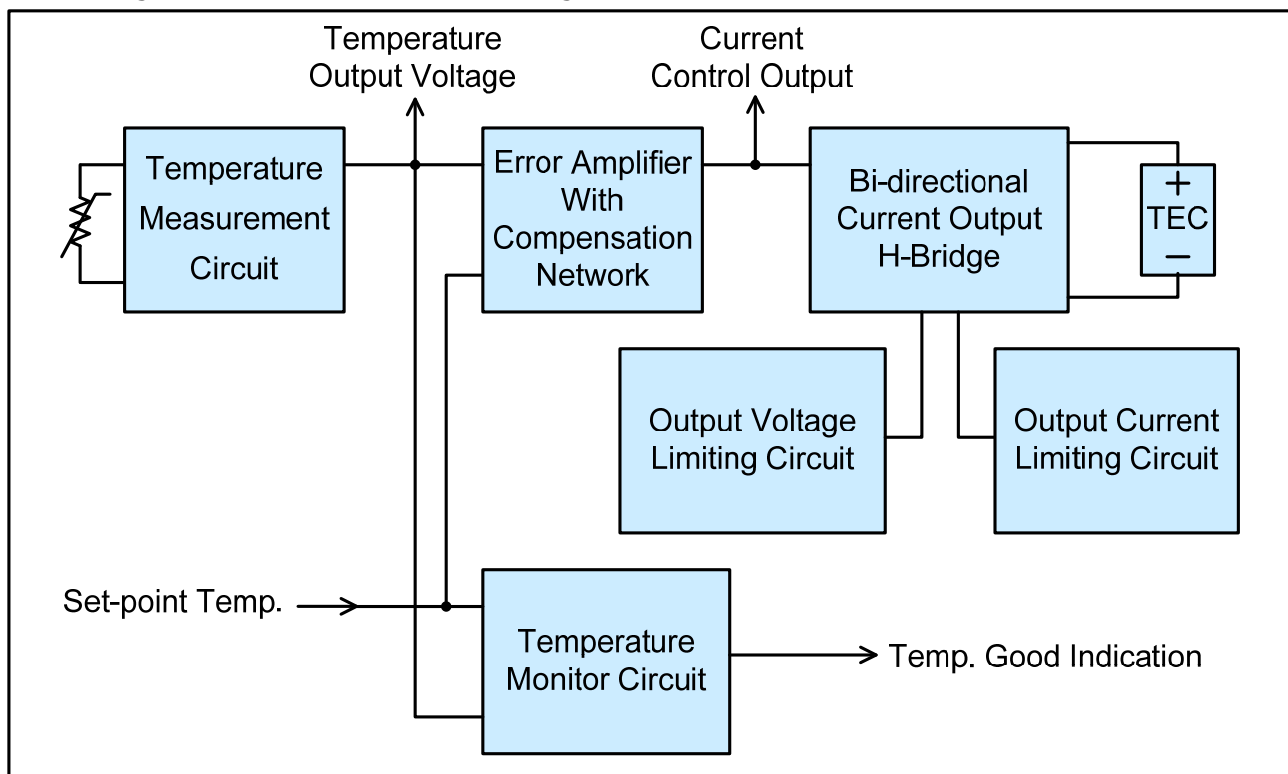 Temperature
Output Voltage
Current
Control Output
Temperature
Measurement
Circuit
Error Amplifier
With
Compensation
Network
Bi-directional
Current Output
H-Bridge
+
TEC
−
Output Voltage
Limiting Circuit
Output Current
Limiting Circuit
Set-point Temp.
Temperature
Monitor Circuit
Temp. Good Indication